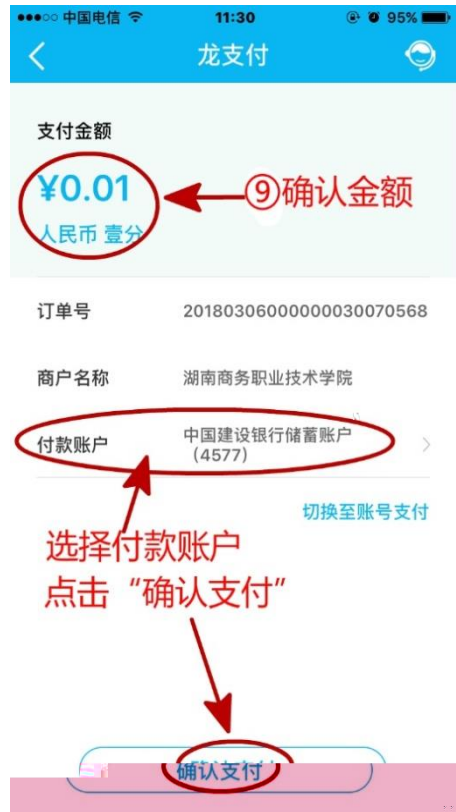 中国电信 11:30 95%
龙支付
支付金额
¥0.01
⑨确认金额
人民币 壹分
订单号 20180306000000030070568
商户名称 湖南商务职业技术学院
付款账户 中国建设银行储蓄账户
(4577)
切换至账号支付
选择付款账户
点击“确认支付”
确认支付